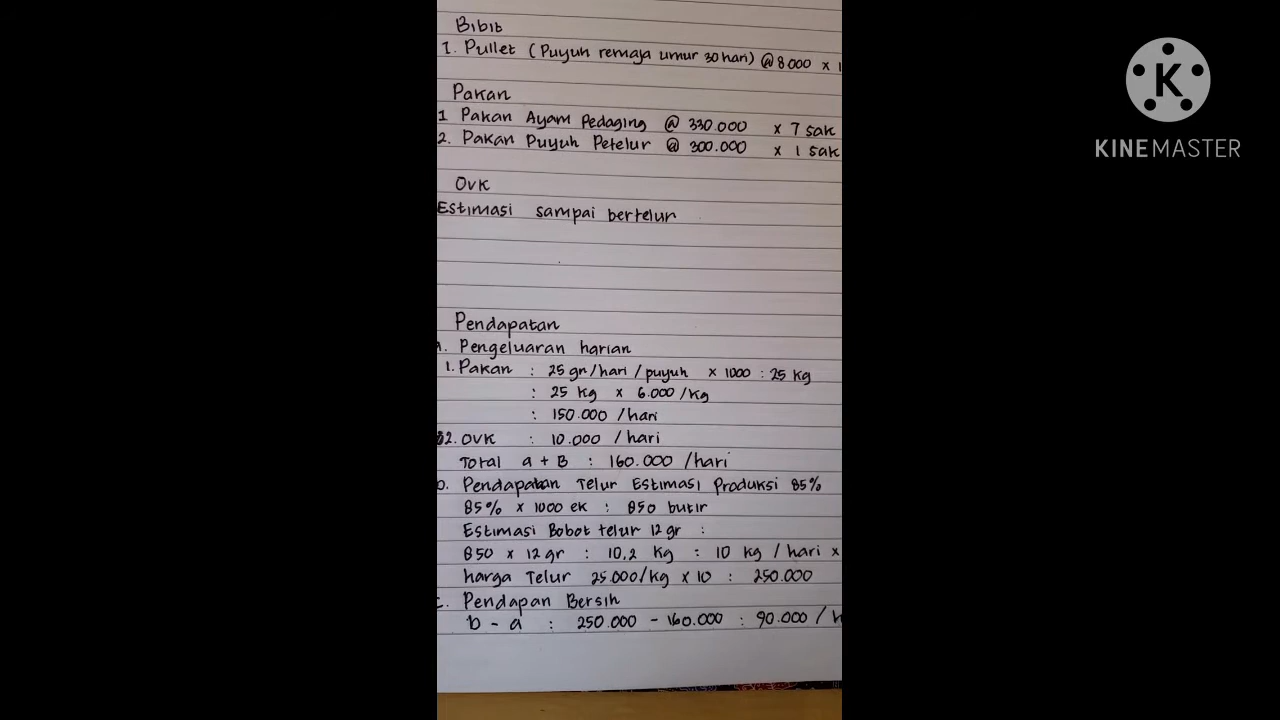 Bibit
1. Pullet (Puyuh remaja umur 30 hari) @ 8.000 x 1
Pakan
1 Pakan Ayam Pedaging @ 330.000 x 7 sak
2. Pakan Puyuh Petelur @ 300.000 x 1 sak
OVK
Estimasi sampai bertelur
Pendapatan
a. Pengeluaran harian
1. Pakan : 25 gr/hari/puyuh x 1000 : 25 Kg
: 25 Kg x 6.000/Kg
: 150.000 /hari
2. OVK : 10.000 /hari
Total a + B : 160.000 /hari
b. Pendapatan Telur Estimasi Produksi 85%
85% x 1000 ek : 850 butir
Estimasi Bobot telur 12 gr :
850 x 12 gr : 10,2 Kg : 10 kg / hari x
harga Telur 25.000/kg x 10 : 250.000
c. Pendapan Bersih
b - a : 250.000 - 160.000 : 90.000 / h
K
KINEMASTER